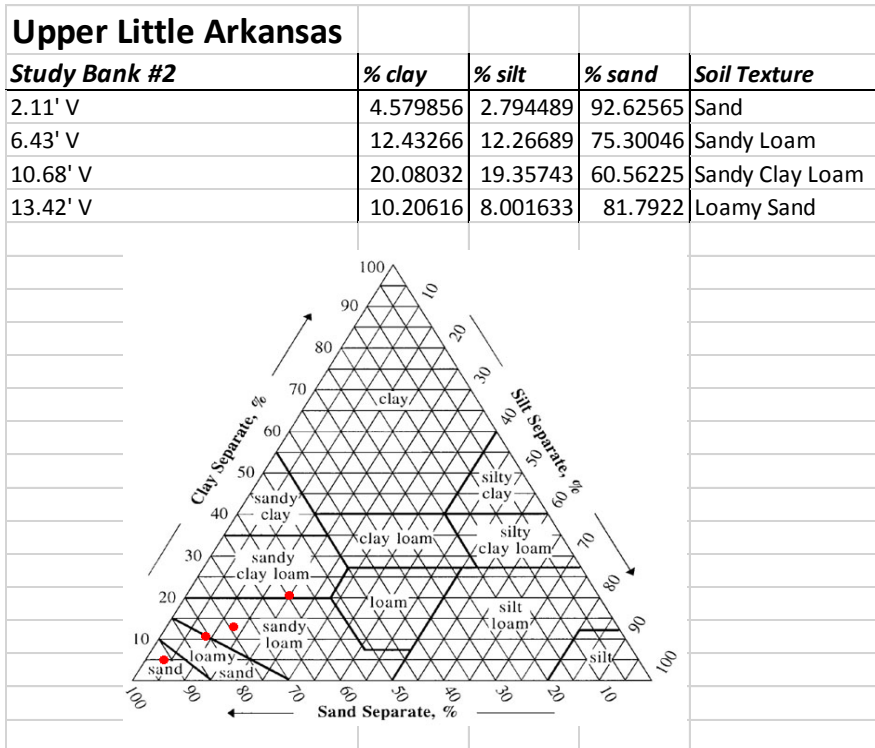 Upper Little Arkansas
Study Bank #2 % clay % silt % sand Soil Texture
2.11' V 4.579856 2.794489 92.62565 Sand
6.43' V 12.43266 12.26689 75.30046 Sandy Loam
10.68' V 20.08032 19.35743 60.56225 Sandy Clay Loam
13.42' V 10.20616 8.001633 81.7922 Loamy Sand
100
90
80
70
60
50
40
30
20
10
Clay Separate, %
10
20
30
40
50
60
70
80
90
100
Silt Separate, %
clay
silty
clay
sandy
clay
clay loam
silty
clay loam
sandy
clay loam
loam
silt
loam
sandy
loam
loamy
sand
sand
silt
100
90
80
70
60
50
40
30
20
10
Sand Separate, %